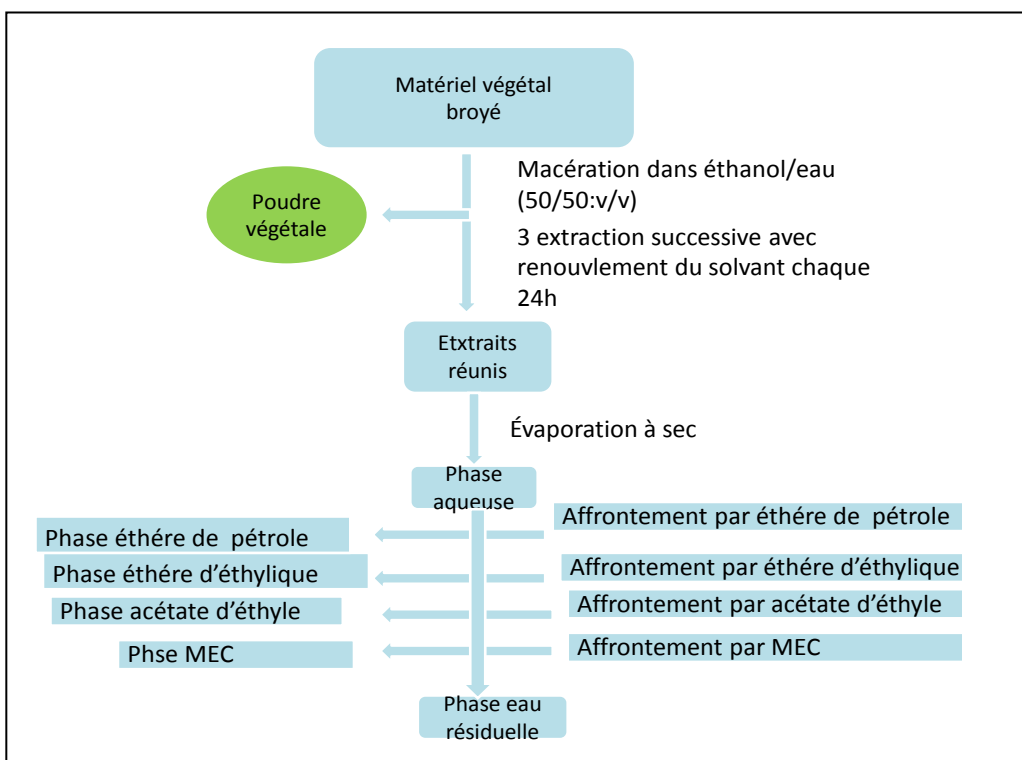 Matériel végétal
broyé
Macération dans éthanol/eau
(50/50:v/v)
Poudre
végétale
3 extraction successive avec
renouvlement du solvant chaque
24h
Etxtraits
réunis
Évaporation à sec
Phase
aqueuse
Affrontement par éthére de pétrole
Phase éthére de pétrole
Affrontement par éthére d'éthylique
Phase éthére d'éthylique
Affrontement par acétate d'éthyle
Phase acétate d'éthyle
Affrontement par MEC
Phse MEC
Phase eau
résiduelle